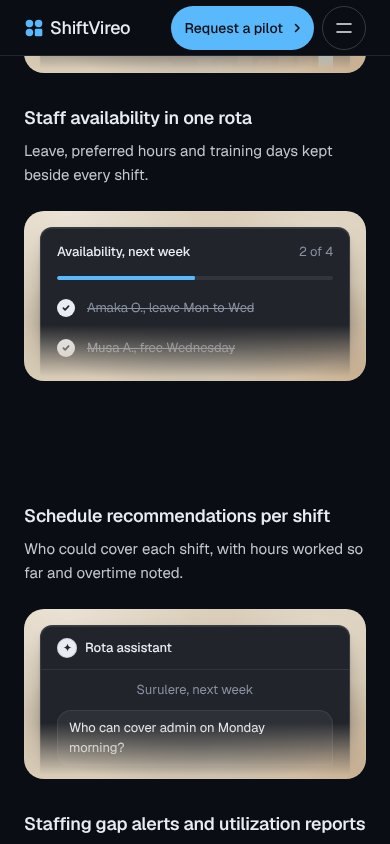 ShiftVireo
Request a pilot
Staff availability in one rota
Leave, preferred hours and training days kept
beside every shift.
Availability, next week
2 of 4
Amaka O., leave Mon to Wed
Musa A., free Wednesday
Schedule recommendations per shift
Who could cover each shift, with hours worked so
far and overtime noted.
Rota assistant
Surulere, next week
Who can cover admin on Monday
morning?
Staffing gap alerts and utilization reports